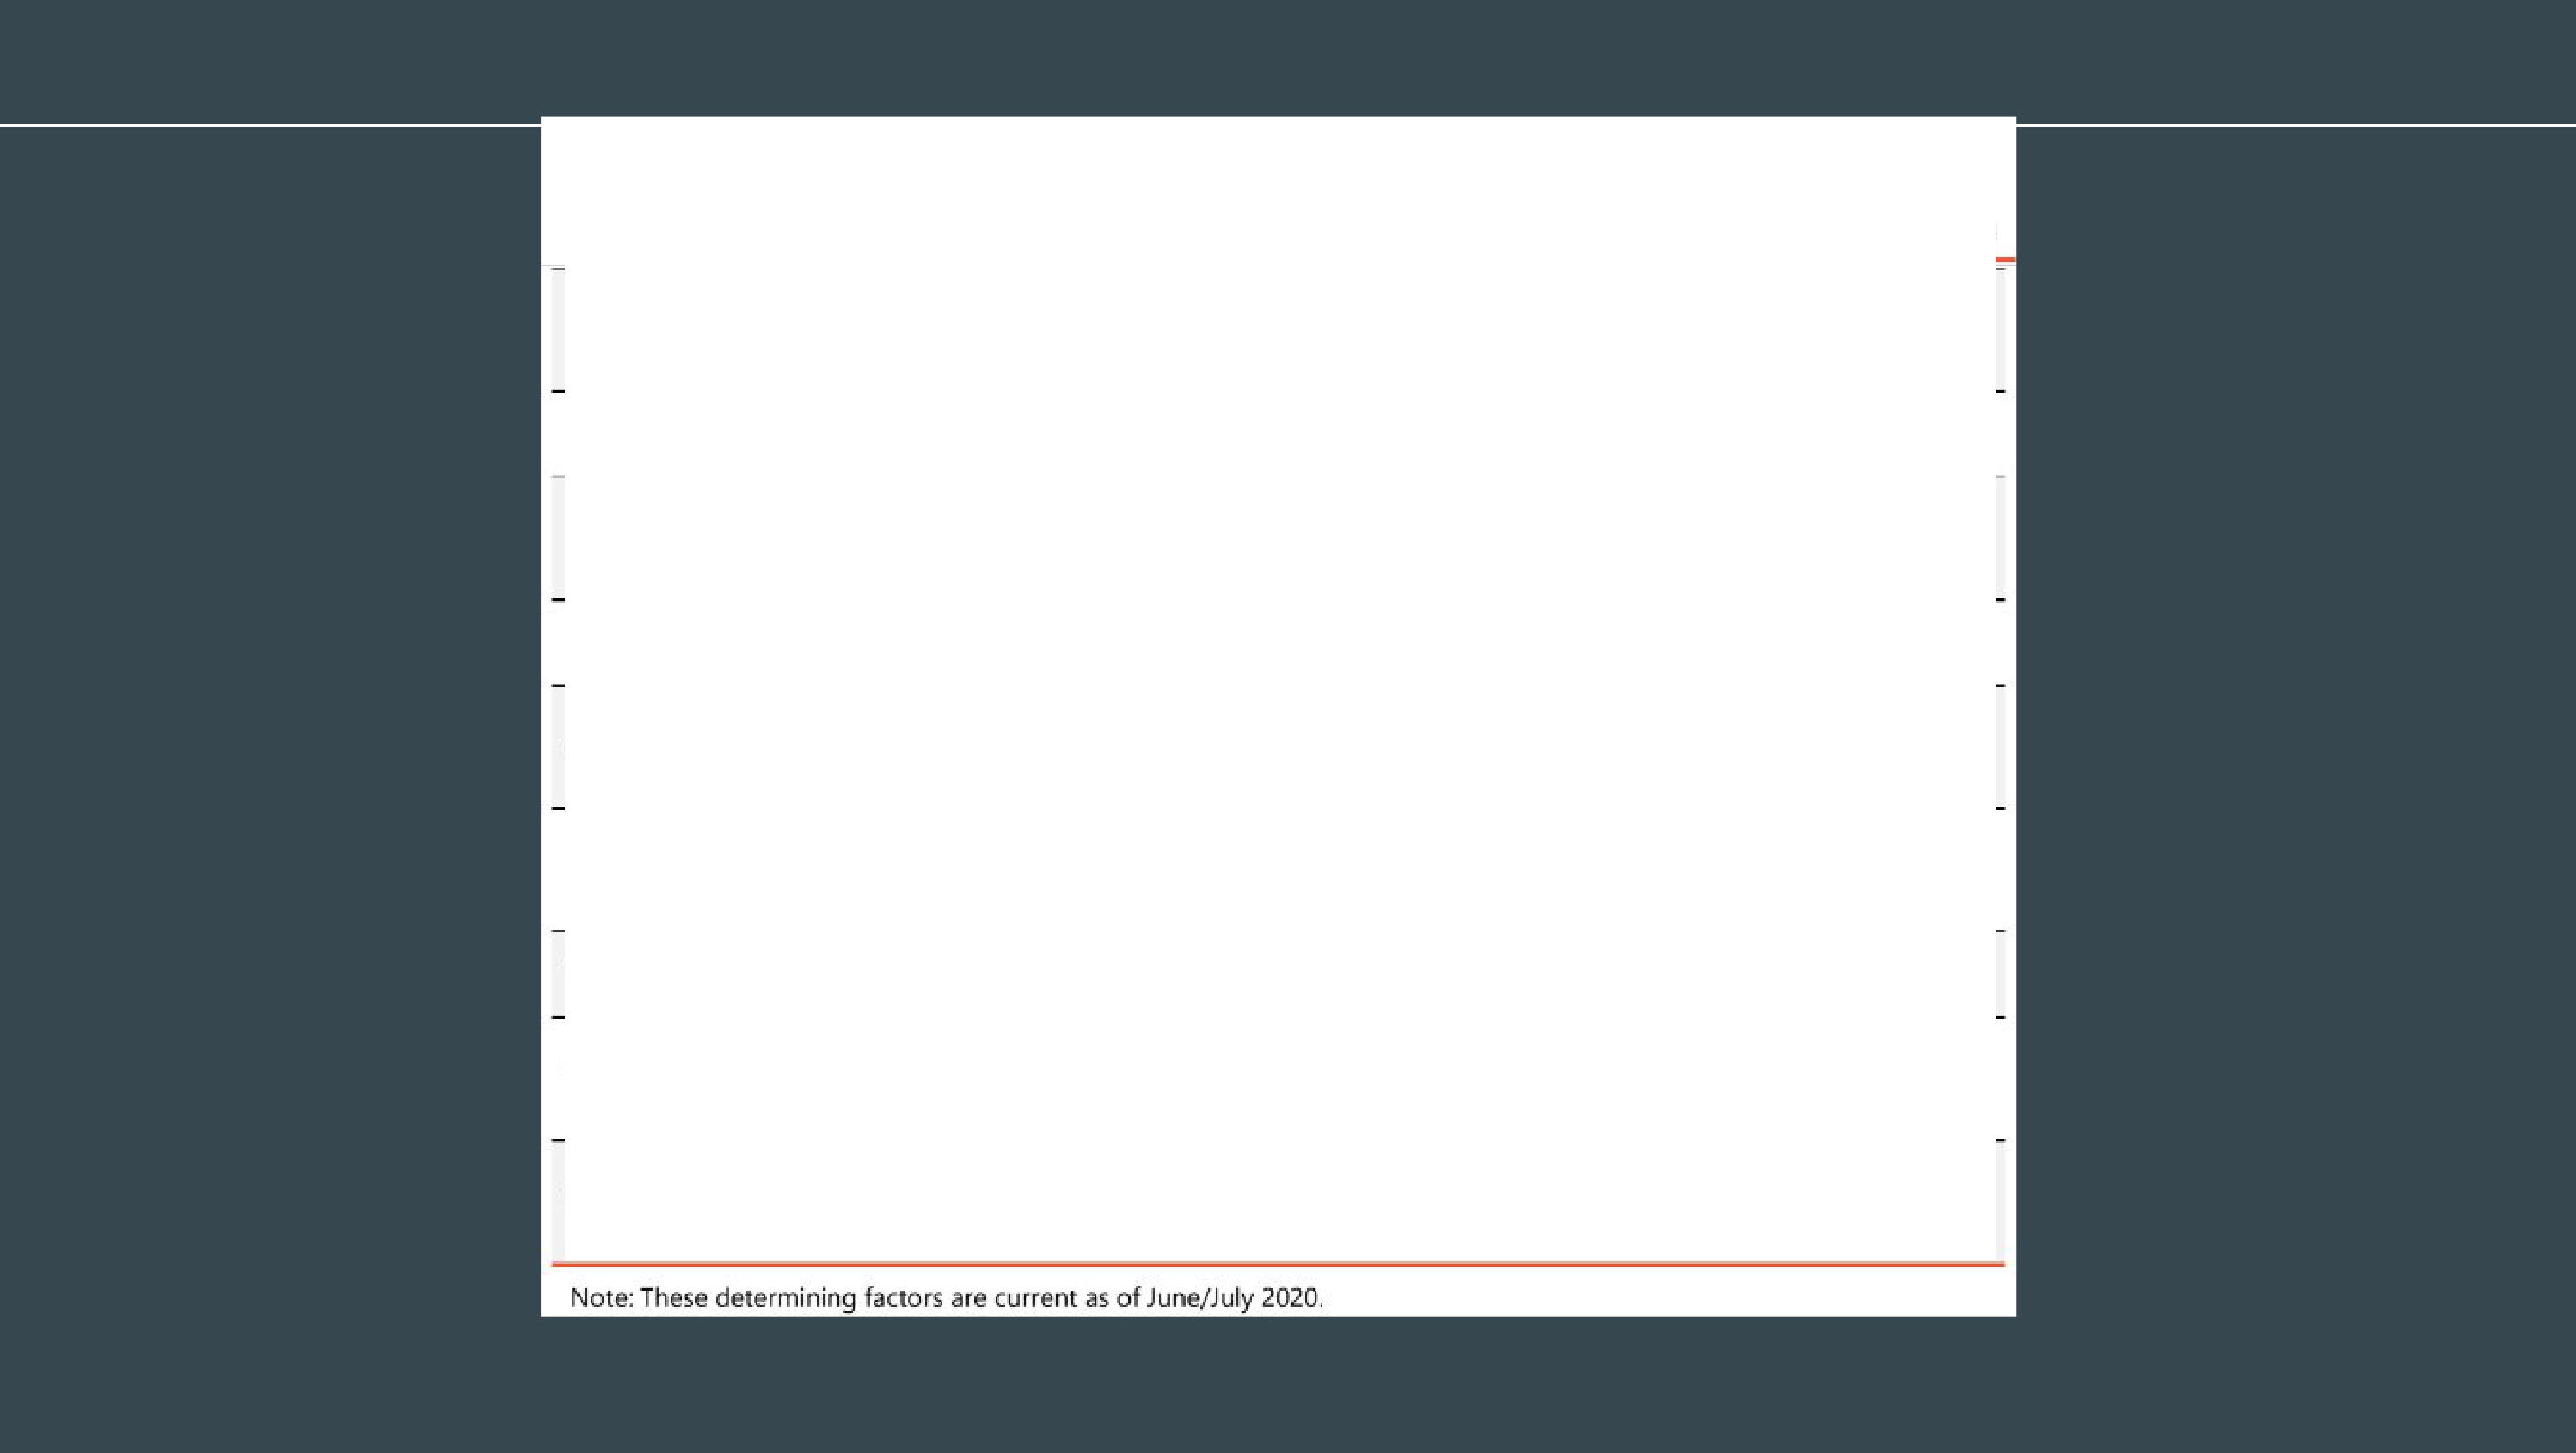 Note: These determining factors are current as of June/July 2020.